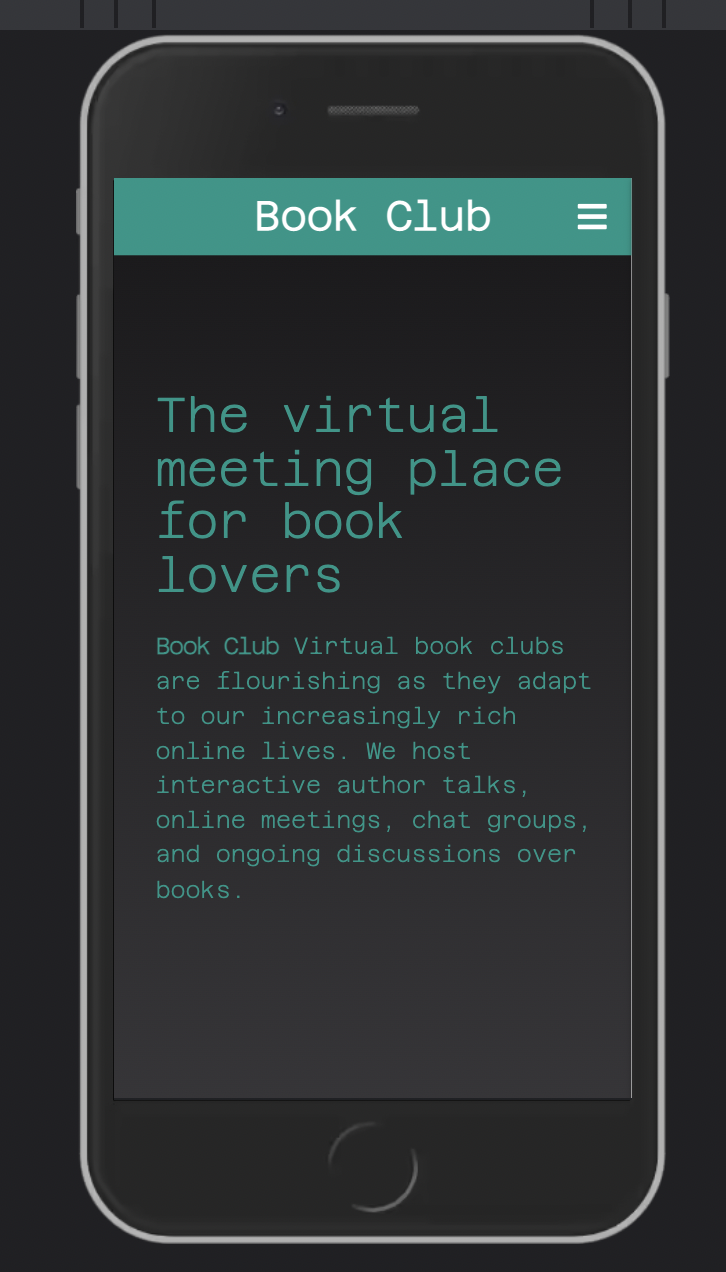 Book Club
The virtual
meeting place
for book
lovers
Book Club Virtual book clubs
are flourishing as they adapt
to our increasingly rich
online lives. We host
interactive author talks,
online meetings, chat groups,
and ongoing discussions over
books.